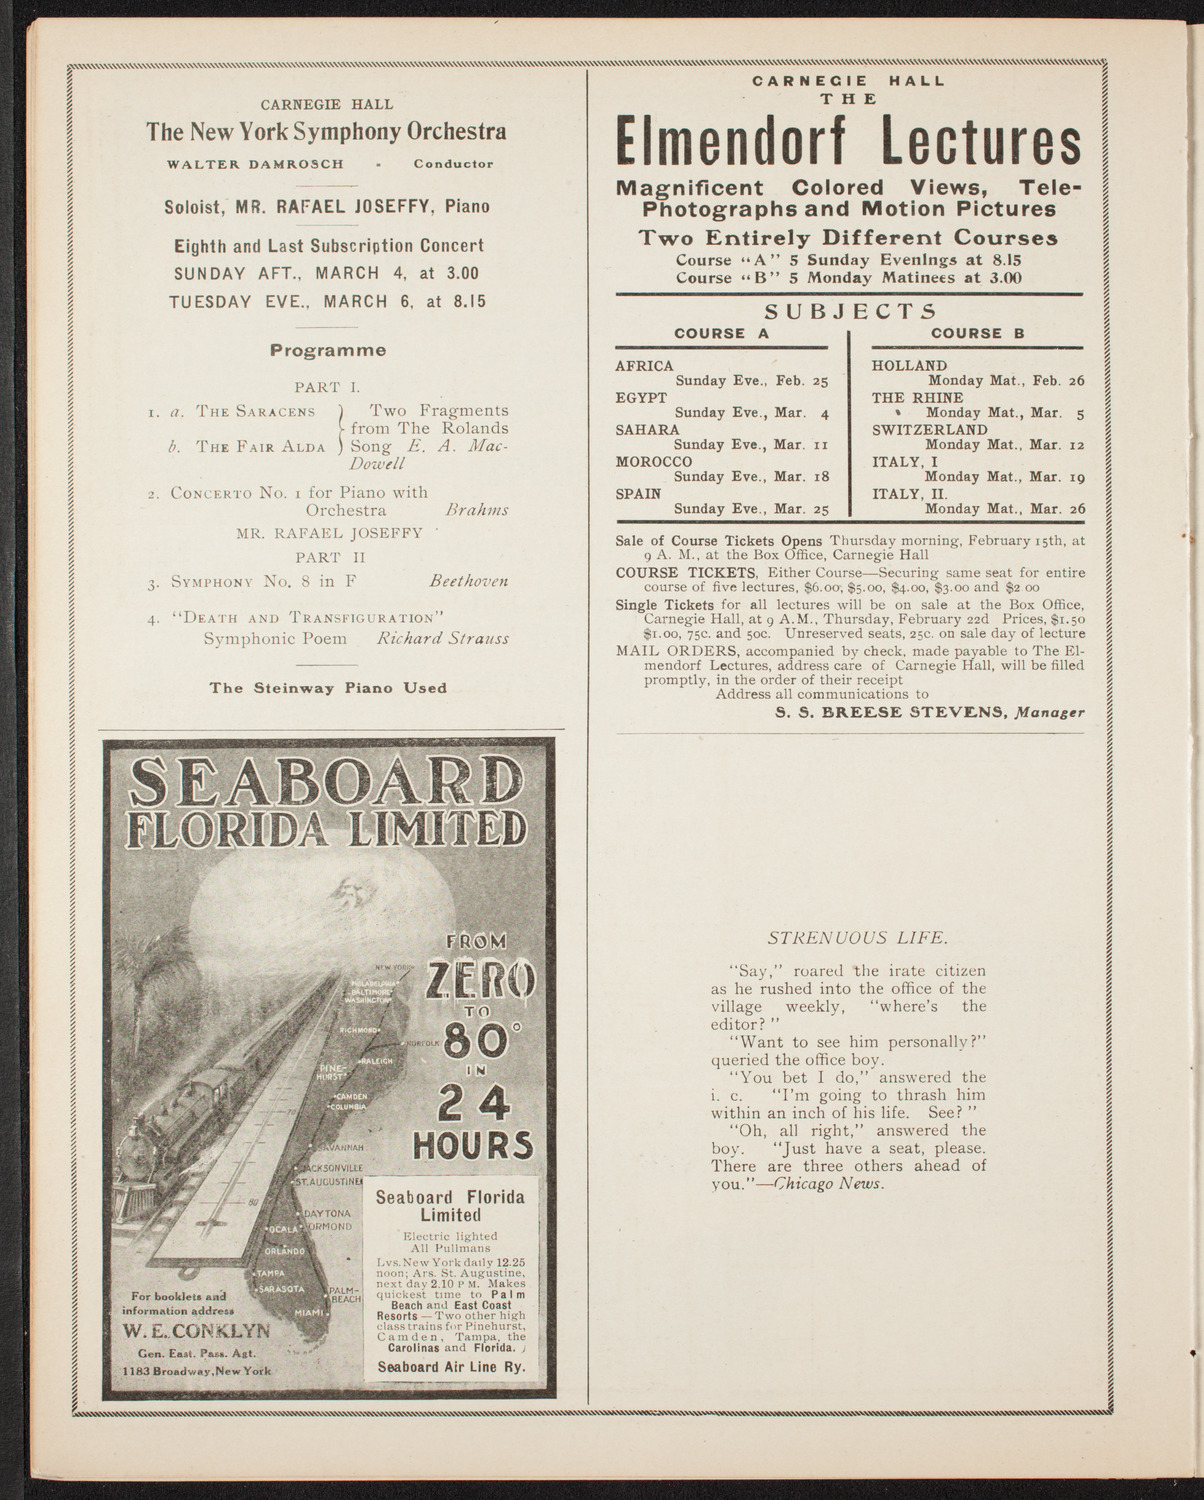 CARNEGIE HALL
The New York Symphony Orchestra
WALTER DAMROSCH - Conductor
Soloist, MR. RAFAEL JOSEFFY, Piano
Eighth and Last Subscription Concert
SUNDAY AFT., MARCH 4, at 3.00
TUESDAY EVE., MARCH 6, at 8.15
Programme
PART I.
1. a. THE SARACENS } Two Fragments
from The Rolands
b. THE FAIR ALDA } Song E. A. Mac-
Dowell
2. CONCERTO No. 1 for Piano with
Orchestra Brahms
MR. RAFAEL JOSEFFY
PART II
3. SYMPHONY No. 8 in F Beethoven
4. "DEATH AND TRANSFIGURATION"
Symphonic Poem Richard Strauss
The Steinway Piano Used
SEABOARD
FLORIDA LIMITED
FROM
ZERO
TO
80°
IN
24
HOURS
NEW YORK
PHILADELPHIA
BALTIMORE
WASHINGTON
RICHMOND
NORFOLK
RALEIGH
PINE-
HURST
CAMDEN
COLUMBIA
SAVANNAH
JACKSONVILLE
ST. AUGUSTINE
80
DAYTONA
OCALA ORMOND
ORLANDO
TAMPA
SARASOTA
PALM-
BEACH
MIAMI
For booklets and
information address
W. E. CONKLYN
Gen. East. Pass. Agt.
1183 Broadway, New York
Seaboard Florida
Limited
Electric lighted
All Pullmans
Lvs. New York daily 12.25
noon; Ars. St. Augustine,
next day 2.10 P M. Makes
quickest time to Palm
Beach and East Coast
Resorts — Two other high
class trains for Pinehurst,
Camden, Tampa, the
Carolinas and Florida.
Seaboard Air Line Ry.
CARNEGIE HALL
THE
Elmendorf Lectures
Magnificent Colored Views, Tele-
Photographs and Motion Pictures
Two Entirely Different Courses
Course "A" 5 Sunday Evenings at 8.15
Course "B" 5 Monday Matinees at 3.00
SUBJECTS
COURSE A
AFRICA
Sunday Eve., Feb. 25
EGYPT
Sunday Eve., Mar. 4
SAHARA
Sunday Eve., Mar. 11
MOROCCO
Sunday Eve., Mar. 18
SPAIN
Sunday Eve., Mar. 25
COURSE B
HOLLAND
Monday Mat., Feb. 26
THE RHINE
Monday Mat., Mar. 5
SWITZERLAND
Monday Mat., Mar. 12
ITALY, I
Monday Mat., Mar. 19
ITALY, II.
Monday Mat., Mar. 26
Sale of Course Tickets Opens Thursday morning, February 15th, at
9 A. M., at the Box Office, Carnegie Hall
COURSE TICKETS, Either Course—Securing same seat for entire
course of five lectures, $6.00, $5.00, $4.00, $3.00 and $2 00
Single Tickets for all lectures will be on sale at the Box Office,
Carnegie Hall, at 9 A.M., Thursday, February 22d Prices, $1.50
$1.00, 75c. and 50c. Unreserved seats, 25c. on sale day of lecture
MAIL ORDERS, accompanied by check, made payable to The El-
mendorf Lectures, address care of Carnegie Hall, will be filled
promptly, in the order of their receipt
Address all communications to
S. S. BREESE STEVENS, Manager
STRENUOUS LIFE.
"Say," roared the irate citizen
as he rushed into the office of the
village weekly, "where's the
editor?"
"Want to see him personally?"
queried the office boy.
"You bet I do," answered the
i. c. "I'm going to thrash him
within an inch of his life. See?"
"Oh, all right," answered the
boy. "Just have a seat, please.
There are three others ahead of
you."—Chicago News.